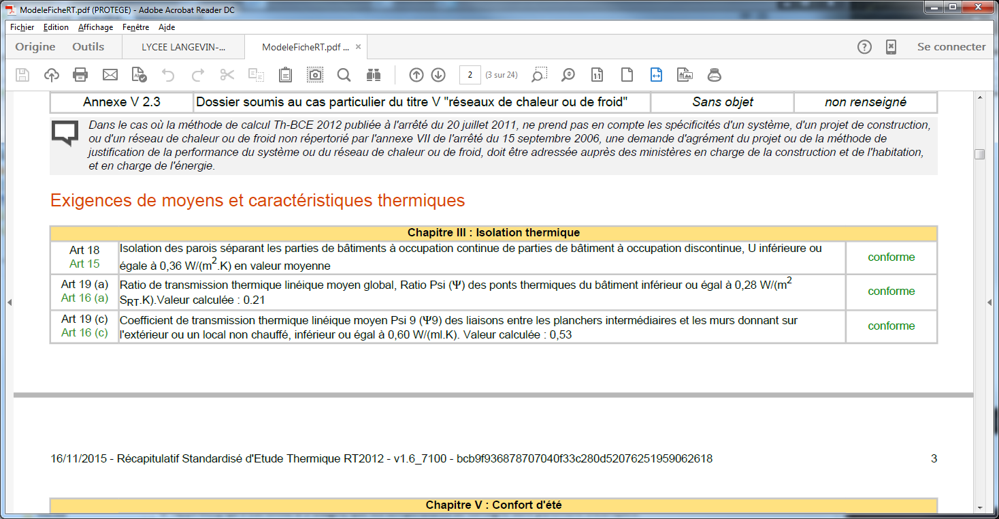 ModeleFicheRT.pdf (PROTEGE) - Adobe Acrobat Reader DC
Fichier Edition Affichage Fenêtre Aide
Origine Outils LYCEE LANGEVIN-... ModeleFicheRT.pdf ... × Se connecter
2 (3 sur 24)
Annexe V 2.3 Dossier soumis au cas particulier du titre V "réseaux de chaleur ou de froid" Sans objet non renseigné
Dans le cas où la méthode de calcul Th-BCE 2012 publiée à l'arrêté du 20 juillet 2011, ne prend pas en compte les spécificités d'un système, d'un projet de construction,
ou d'un réseau de chaleur ou de froid non répertorié par l'annexe VII de l'arrêté du 15 septembre 2006, une demande d'agrément du projet ou de la méthode de
justification de la performance du système ou du réseau de chaleur ou de froid, doit être adressée auprès des ministères en charge de la construction et de l'habitation,
et en charge de l'énergie.
Exigences de moyens et caractéristiques thermiques
Chapitre III : Isolation thermique
Art 18
Art 15
Isolation des parois séparant les parties de bâtiments à occupation continue de parties de bâtiment à occupation discontinue, U inférieure ou
égale à 0,36 W/(m².K) en valeur moyenne
conforme
Art 19 (a)
Art 16 (a)
Ratio de transmission thermique linéique moyen global, Ratio Psi (Ψ) des ponts thermiques du bâtiment inférieur ou égal à 0,28 W/(m²
SRT.K).Valeur calculée : 0.21
conforme
Art 19 (c)
Art 16 (c)
Coefficient de transmission thermique linéique moyen Psi 9 (Ψ9) des liaisons entre les planchers intermédiaires et les murs donnant sur
l'extérieur ou un local non chauffé, inférieur ou égal à 0,60 W/(ml.K). Valeur calculée : 0,53
conforme
16/11/2015 - Récapitulatif Standardisé d'Etude Thermique RT2012 - v1.6_7100 - bcb9f936878707040f33c280d52076251959062618 3
Chapitre V : Confort d'été